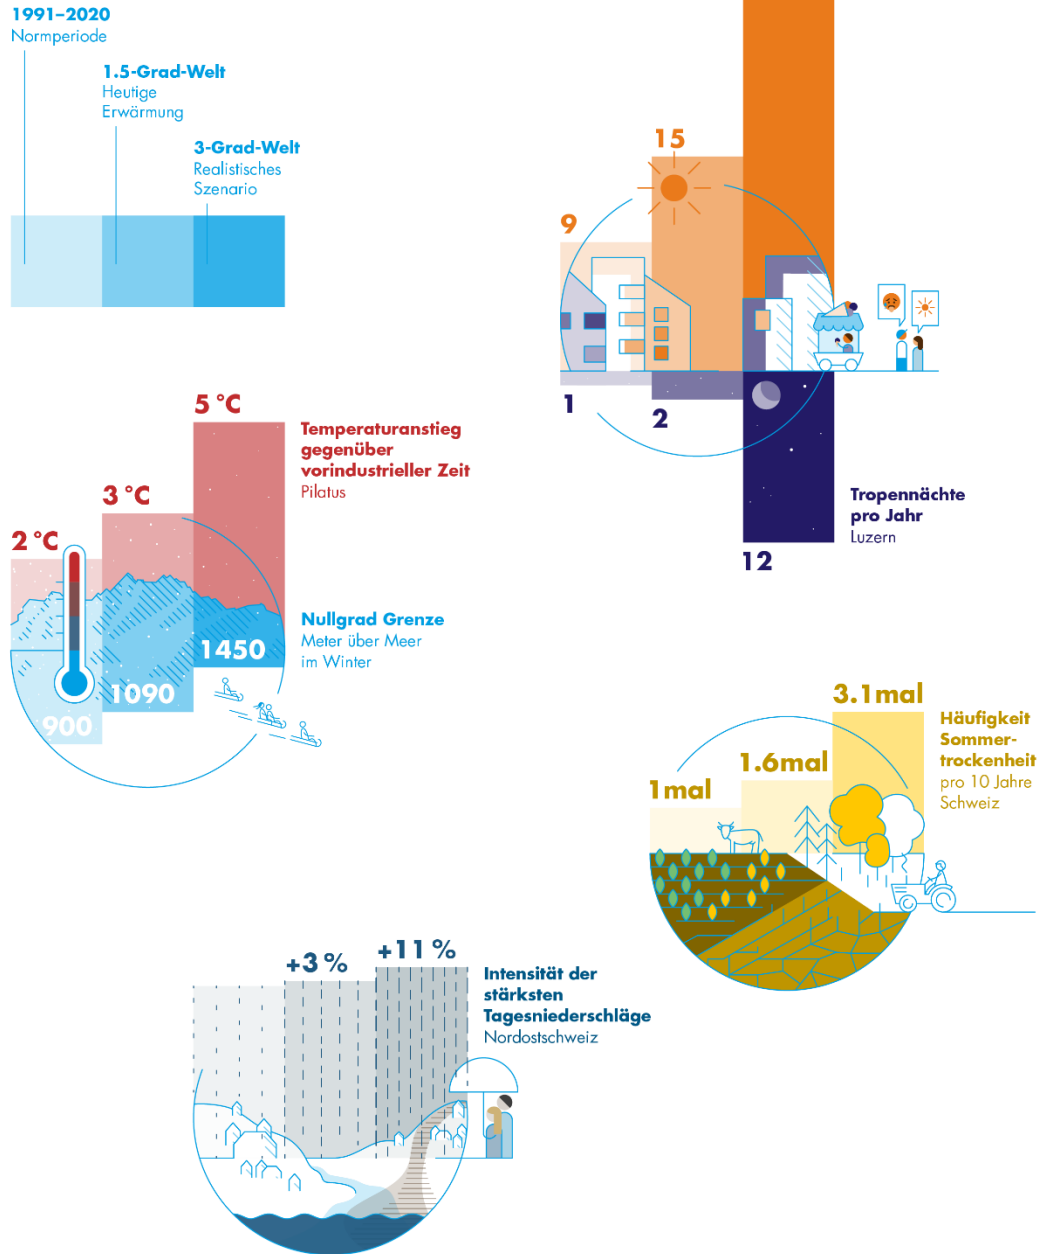 1991–2020
Normperiode
1.5-Grad-Welt
Heutige
Erwärmung
3-Grad-Welt
Realistisches
Szenario
15
9
1
2
12
Tropennächte
pro Jahr
Luzern
5 °C
3 °C
2 °C
Temperaturanstieg
gegenüber
vorindustrieller Zeit
Pilatus
Nullgrad Grenze
Meter über Meer
im Winter
1450
1090
900
3.1mal
1.6mal
1mal
Häufigkeit
Sommer-
trockenheit
pro 10 Jahre
Schweiz
+3 %
+11 %
Intensität der
stärksten
Tagesniederschläge
Nordostschweiz